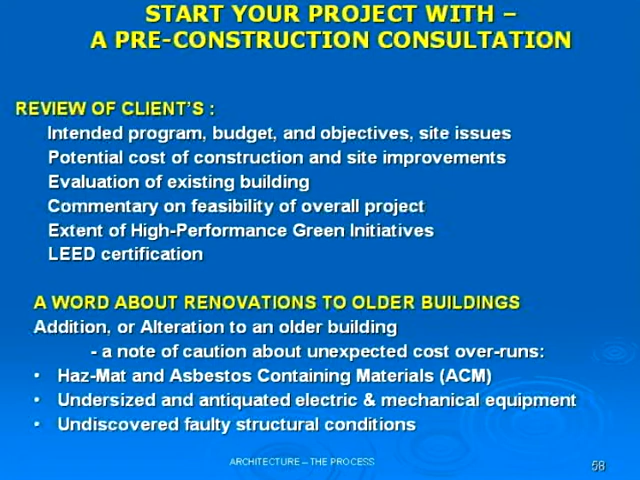 START YOUR PROJECT WITH –
A PRE-CONSTRUCTION CONSULTATION
REVIEW OF CLIENT'S :
Intended program, budget, and objectives, site issues
Potential cost of construction and site improvements
Evaluation of existing building
Commentary on feasibility of overall project
Extent of High-Performance Green Initiatives
LEED certification
A WORD ABOUT RENOVATIONS TO OLDER BUILDINGS
Addition, or Alteration to an older building
- a note of caution about unexpected cost over-runs:
• Haz-Mat and Asbestos Containing Materials (ACM)
• Undersized and antiquated electric & mechanical equipment
• Undiscovered faulty structural conditions
ARCHITECTURE – THE PROCESS
58